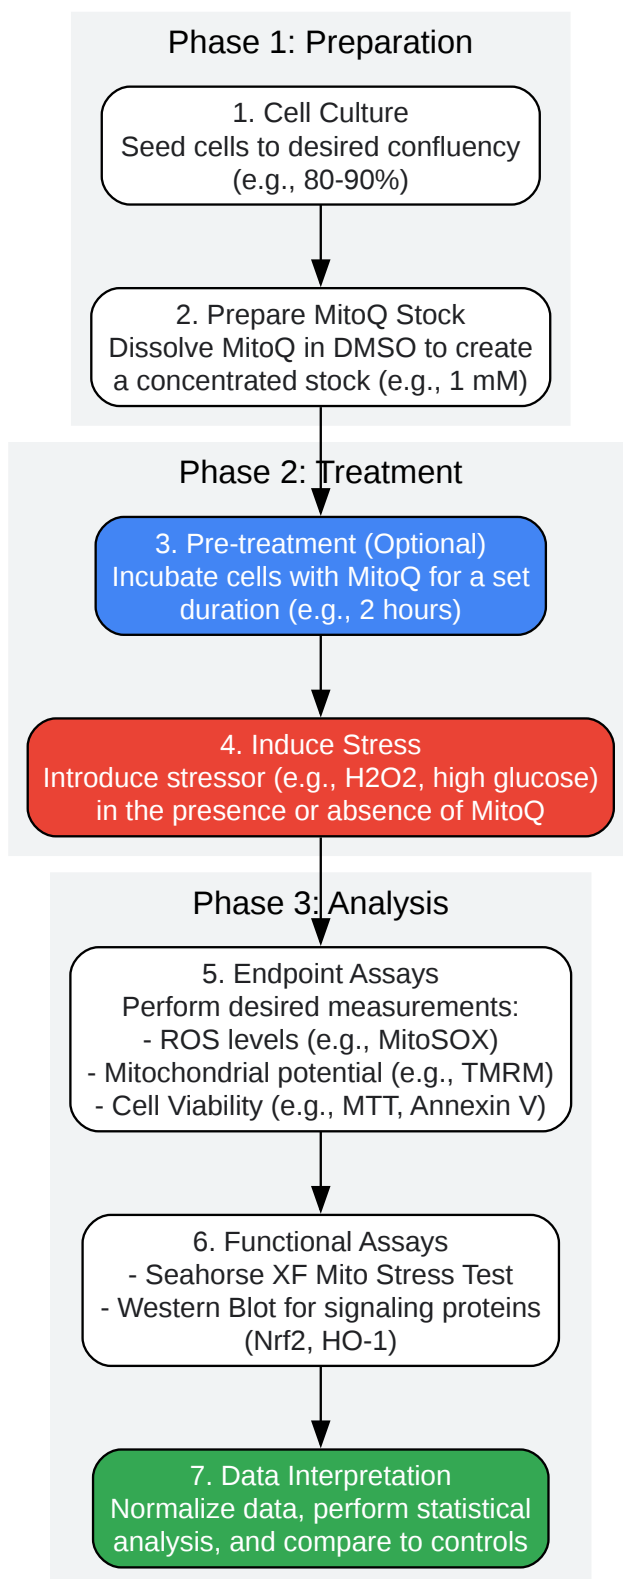 Phase 1: Preparation
1. Cell Culture
Seed cells to desired confluency
(e.g., 80-90%)
2. Prepare MitoQ Stock
Dissolve MitoQ in DMSO to create
a concentrated stock (e.g., 1 mM)
Phase 2: Treatment
3. Pre-treatment (Optional)
Incubate cells with MitoQ for a set
duration (e.g., 2 hours)
4. Induce Stress
Introduce stressor (e.g., H2O2, high glucose)
in the presence or absence of MitoQ
Phase 3: Analysis
5. Endpoint Assays
Perform desired measurements:
- ROS levels (e.g., MitoSOX)
- Mitochondrial potential (e.g., TMRM)
- Cell Viability (e.g., MTT, Annexin V)
6. Functional Assays
- Seahorse XF Mito Stress Test
- Western Blot for signaling proteins
(Nrf2, HO-1)
7. Data Interpretation
Normalize data, perform statistical
analysis, and compare to controls